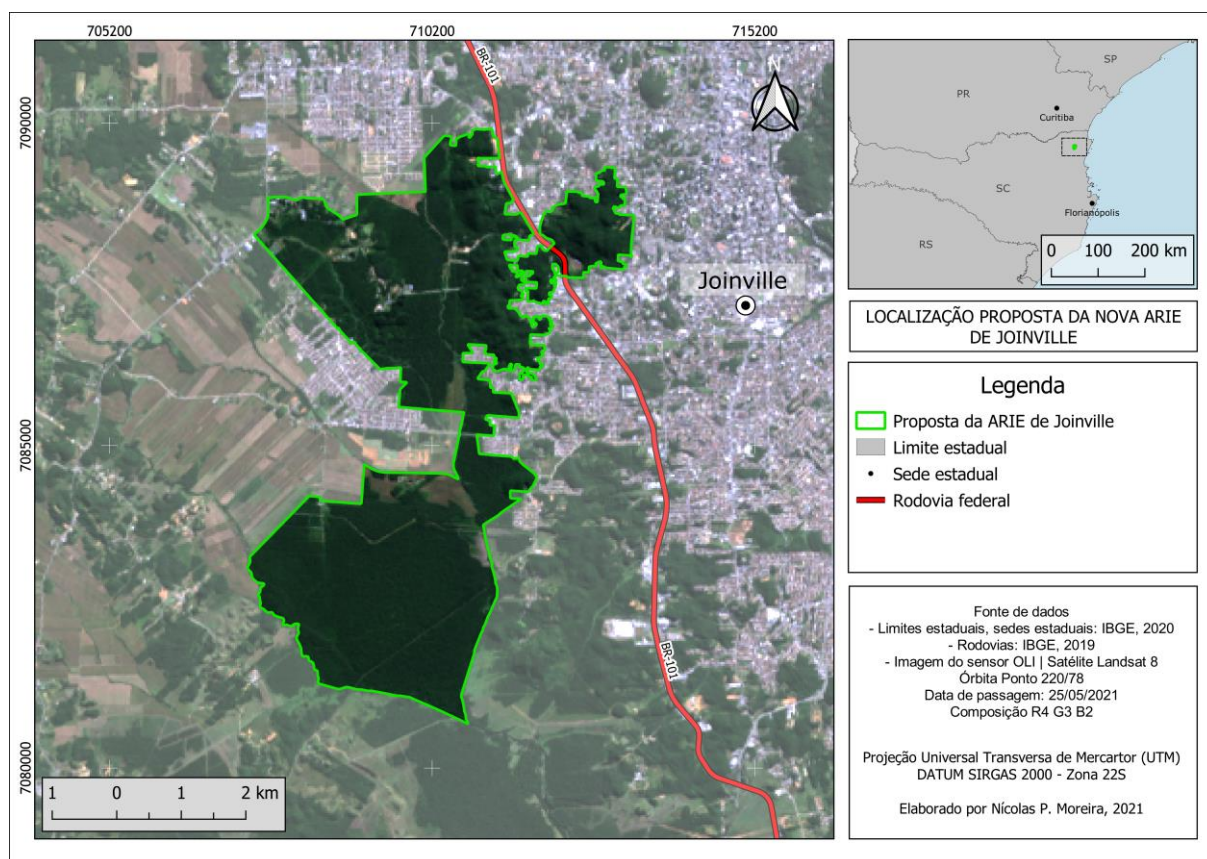 705200
710200
715200
7090000
7085000
7080000
BR-101
N
Joinville
BR-101
1 0 1 2 km
SP
PR
Curitiba
SC
Florianópolis
RS
0 100 200 km
LOCALIZAÇÃO PROPOSTA DA NOVA ARIE
DE JOINVILLE
Legenda
Proposta da ARIE de Joinville
Limite estadual
Sede estadual
Rodovia federal
Fonte de dados
- Limites estaduais, sedes estaduais: IBGE, 2020
- Rodovias: IBGE, 2019
- Imagem do sensor OLI | Satélite Landsat 8
Órbita Ponto 220/78
Data de passagem: 25/05/2021
Composição R4 G3 B2
Projeção Universal Transversa de Mercartor (UTM)
DATUM SIRGAS 2000 - Zona 22S
Elaborado por Nícolas P. Moreira, 2021